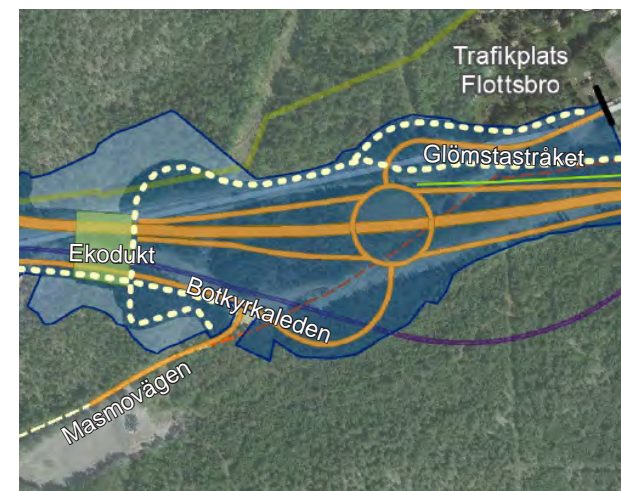 Trafikplats
Flottsbro
Glömstastråket
Ekodukt
Botkyrkaleden
Masmovägen